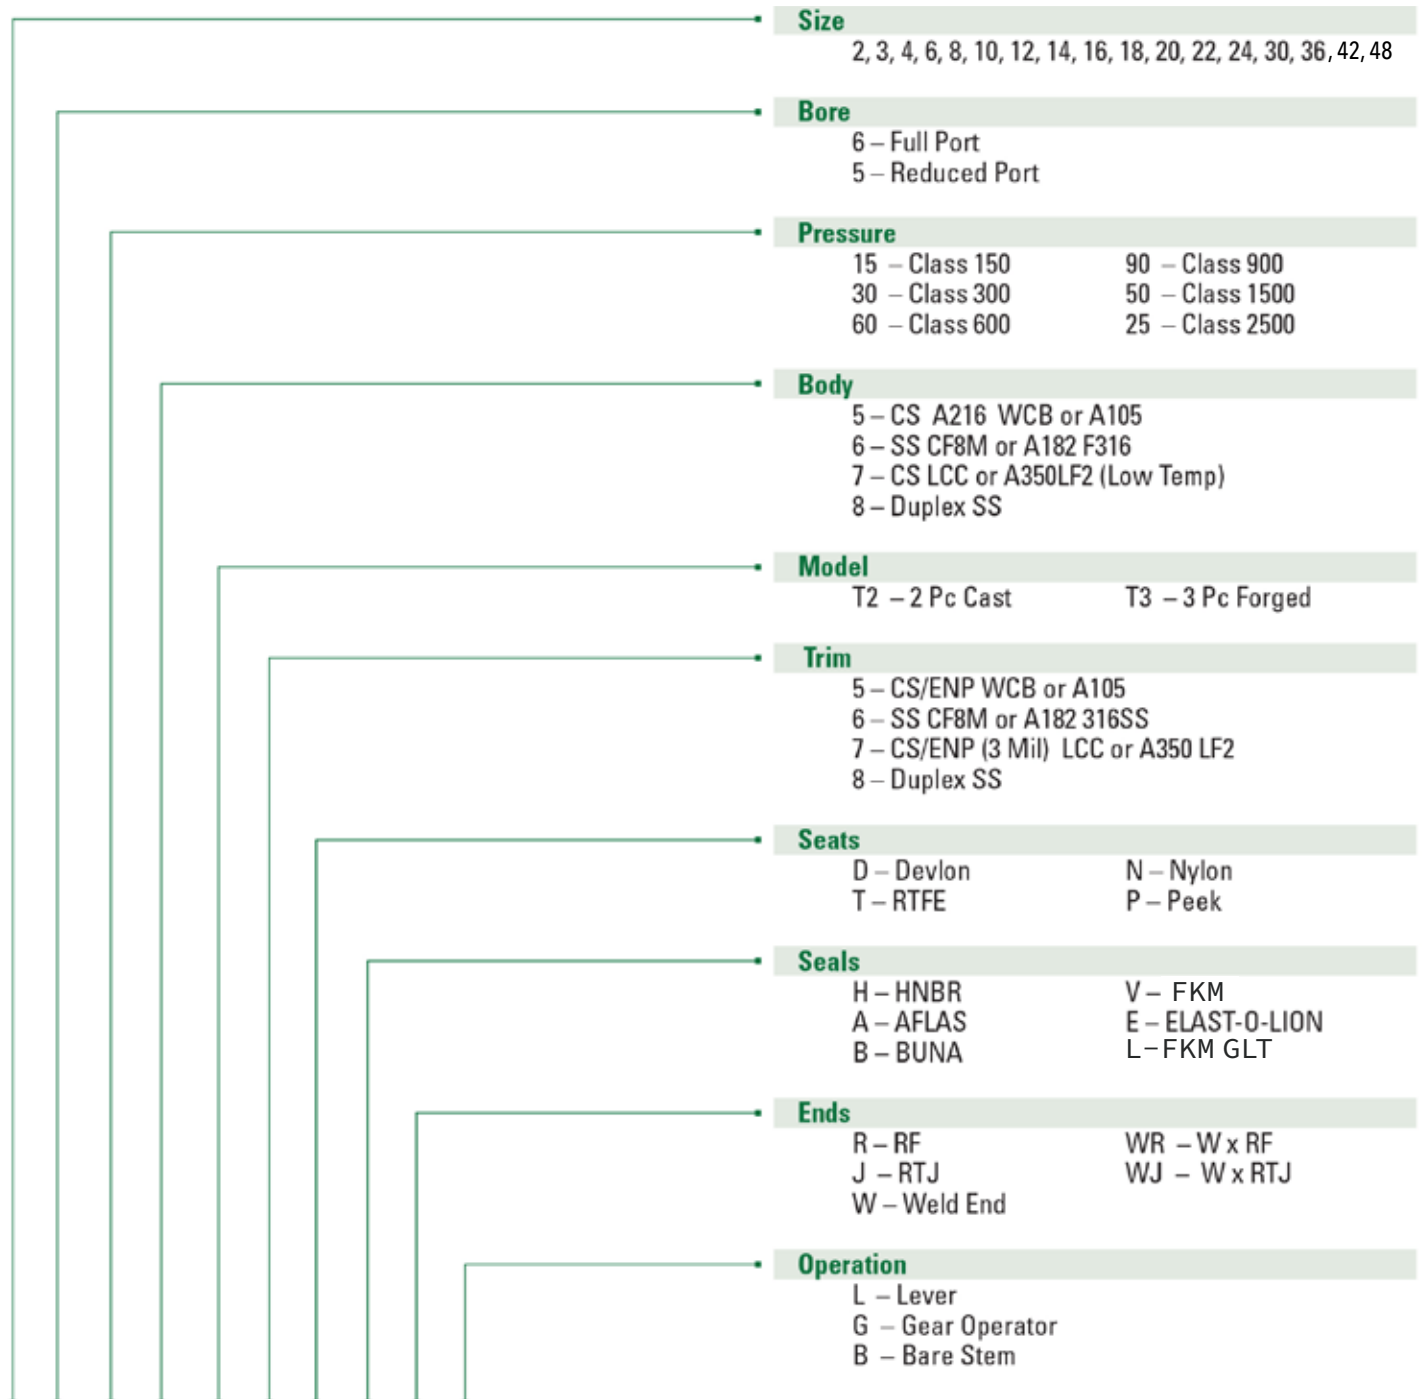 Size
2, 3, 4, 6, 8, 10, 12, 14, 16, 18, 20, 22, 24, 30, 36, 42, 48
Bore
6 – Full Port
5 – Reduced Port
Pressure
15 – Class 150 90 – Class 900
30 – Class 300 50 – Class 1500
60 – Class 600 25 – Class 2500
Body
5 – CS A216 WCB or A105
6 – SS CF8M or A182 F316
7 – CS LCC or A350LF2 (Low Temp)
8 – Duplex SS
Model
T2 – 2 Pc Cast T3 – 3 Pc Forged
Trim
5 – CS/ENP WCB or A105
6 – SS CF8M or A182 316SS
7 – CS/ENP (3 Mil) LCC or A350 LF2
8 – Duplex SS
Seats
D – Devlon N – Nylon
T – RTFE P – Peek
Seals
H – HNBR V – FKM
A – AFLAS E – ELAST-O-LION
B – BUNA L–FKM GLT
Ends
R – RF WR – W x RF
J – RTJ WJ – W x RTJ
W – Weld End
Operation
L – Lever
G – Gear Operator
B – Bare Stem